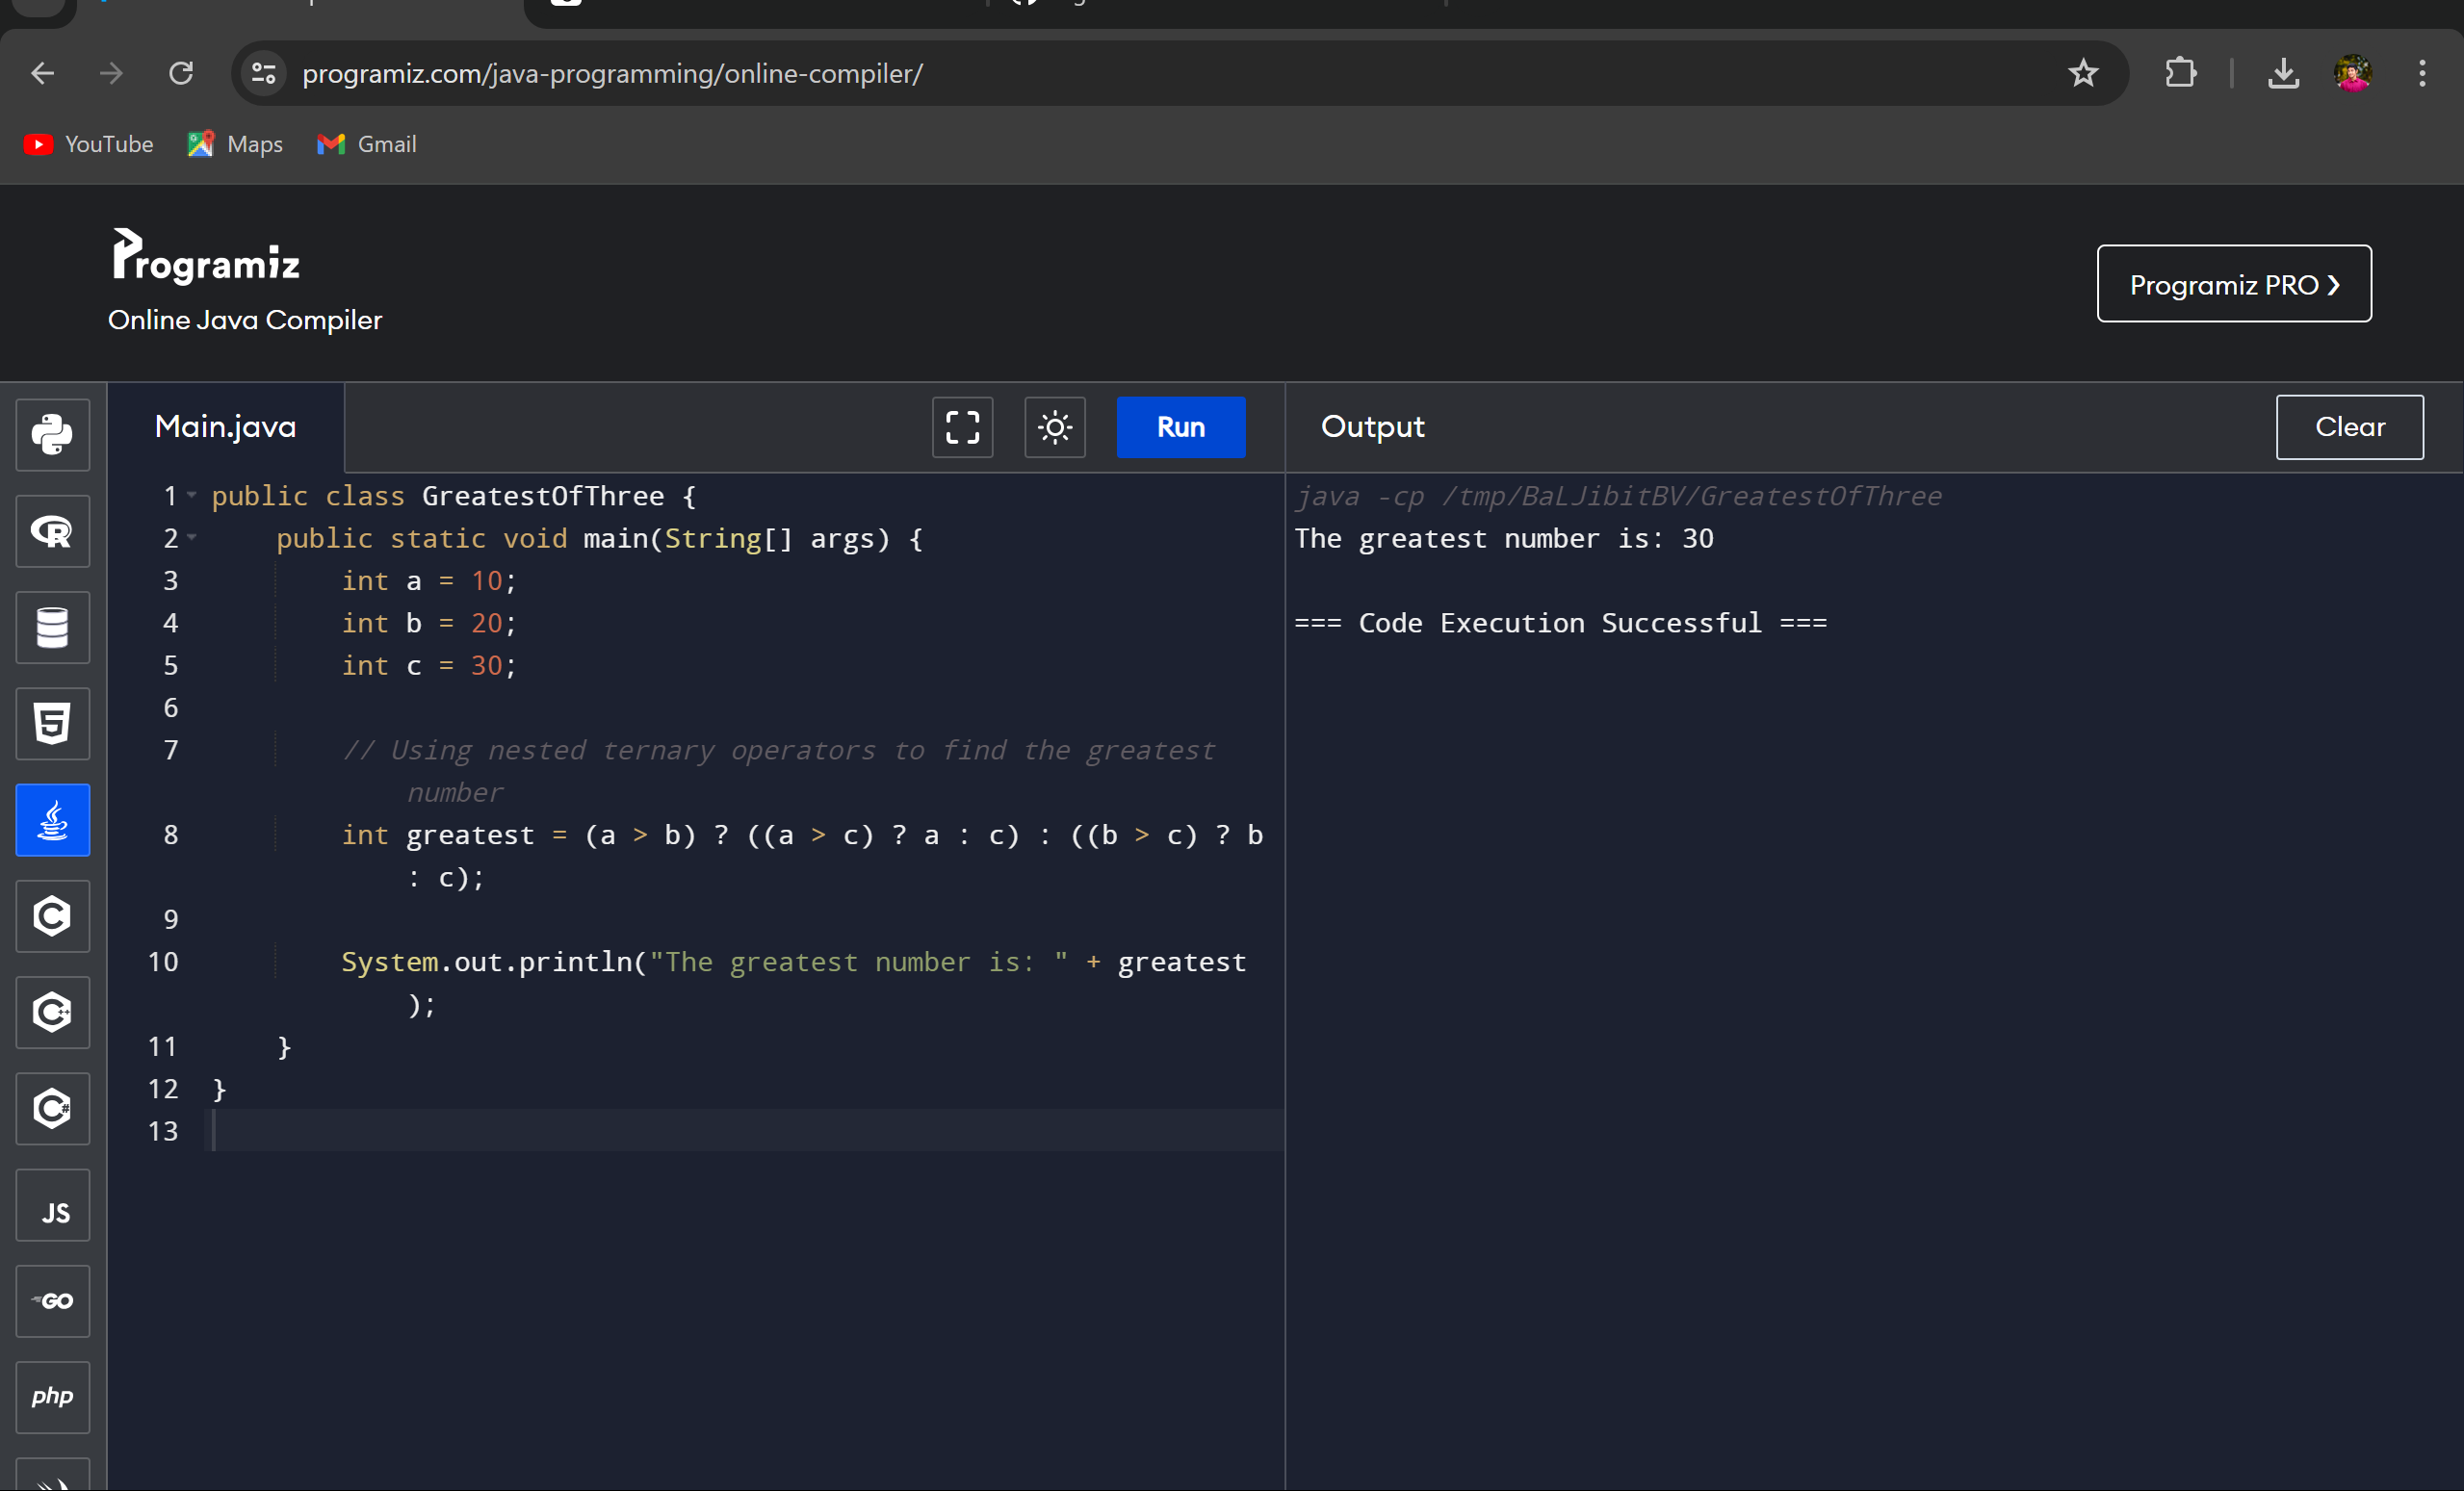 programiz.com/java-programming/online-compiler/
YouTube Maps Gmail
Programiz
Online Java Compiler
Programiz PRO ❯
Main.java
Run
Output
Clear
1 public class GreatestOfThree {
2     public static void main(String[] args) {
3         int a = 10;
4         int b = 20;
5         int c = 30;
6
7         // Using nested ternary operators to find the greatest
            number
8         int greatest = (a > b) ? ((a > c) ? a : c) : ((b > c) ? b
            : c);
9
10         System.out.println("The greatest number is: " + greatest
            );
11     }
12 }
13
java -cp /tmp/BaLJibitBV/GreatestOfThree
The greatest number is: 30
=== Code Execution Successful ===
R
5
C
C++
C#
JS
GO
php